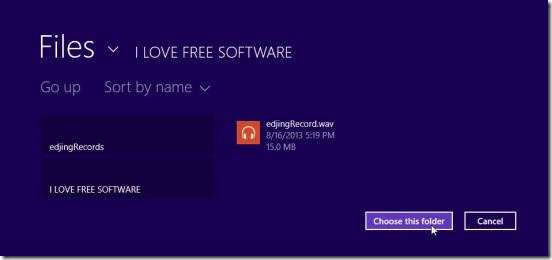 Files I LOVE FREE SOFTWARE
Go up Sort by name
edjingRecords
I LOVE FREE SOFTWARE
edjingRecord.wav
8/16/2013 5:19 PM
15.0 MB
Choose this folder Cancel